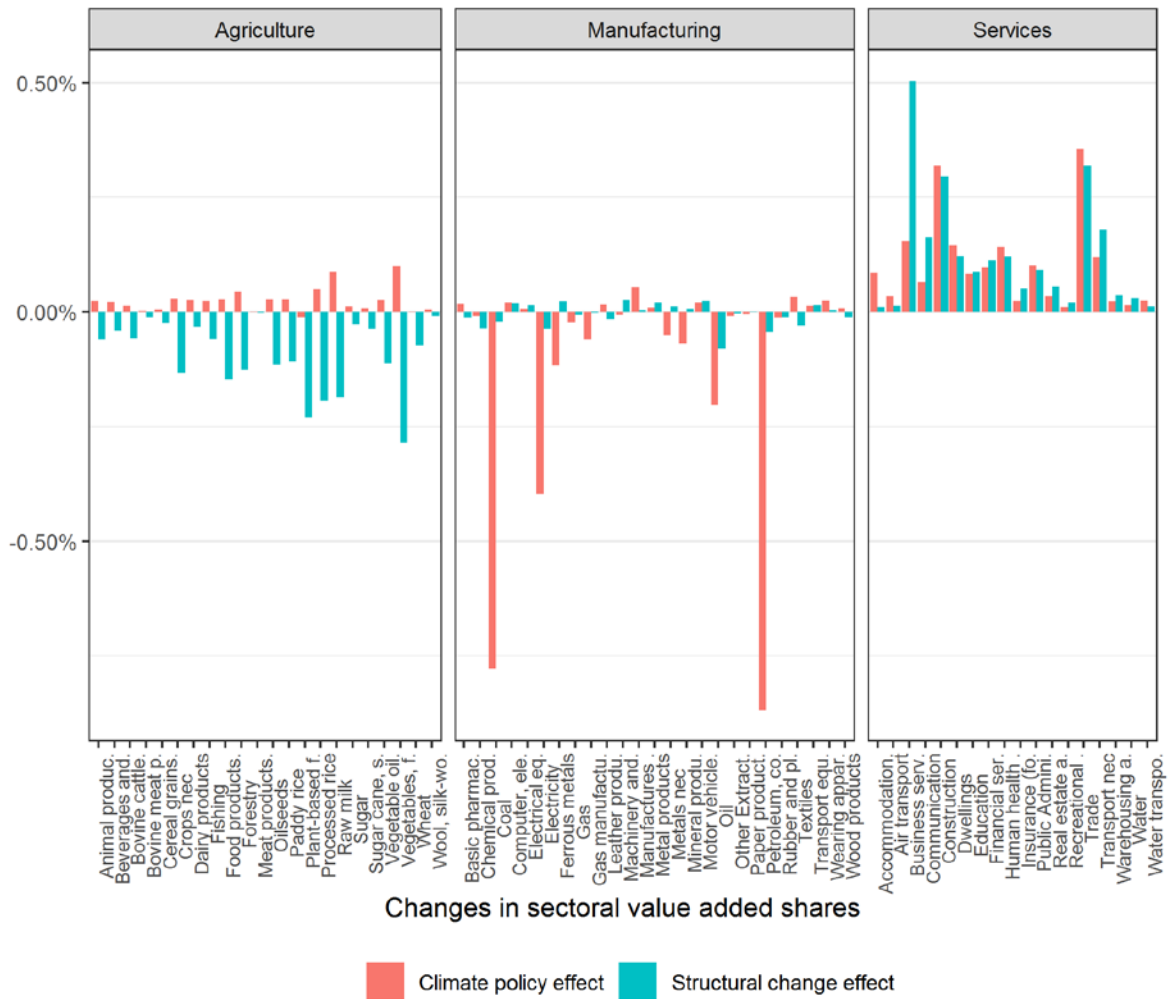 Agriculture
Manufacturing
Services
0.50%
0.00%
-0.50%
Animal produc.
Beverages and.
Bovine cattle.
Bovine meat p.
Cereal grains.
Crops nec
Dairy products
Fishing
Food products.
Forestry
Meat products.
Oilseeds
Paddy rice
Plant-based f.
Processed rice
Raw milk
Sugar
Sugar cane, s.
Vegetable oil.
Vegetables, f.
Wheat
Wool, silk-wo.
Basic pharmac.
Chemical prod.
Coal
Computer, ele.
Electrical eq.
Electricity
Ferrous metals
Gas
Gas manufactu.
Leather produ.
Machinery and.
Manufactures .
Metal products
Metals nec
Mineral produ.
Motor vehicle.
Oil
Other Extract.
Paper product.
Petroleum, co.
Rubber and pl.
Textiles
Transport equ.
Wearing appar.
Wood products
Accommodation.
Air transport
Business serv.
Communication
Construction
Dwellings
Education
Financial ser.
Human health .
Insurance (fo.
Public Admini.
Real estate a.
Recreational .
Trade
Transport nec
Warehousing a.
Water
Water transpo.
Changes in sectoral value added shares
Climate policy effect
Structural change effect